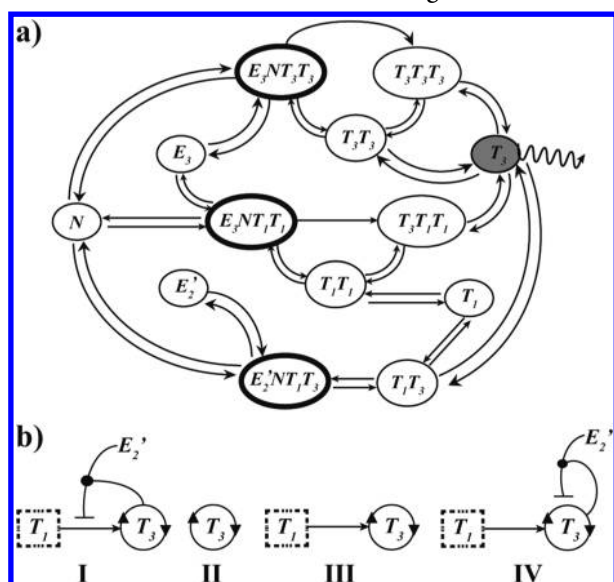 a)
E₃NT₃T₃
T₃T₃T₃
T₃T₃
E₃
T₃
N
E₃NT₁T₁
T₃T₁T₁
T₁T₁
E₂'
T₁
E₂'NT₁T₃
T₁T₃
b)
E₂' E₂'
T₁ T₃ T₃ T₁ T₃ T₁ T₃
I II III IV